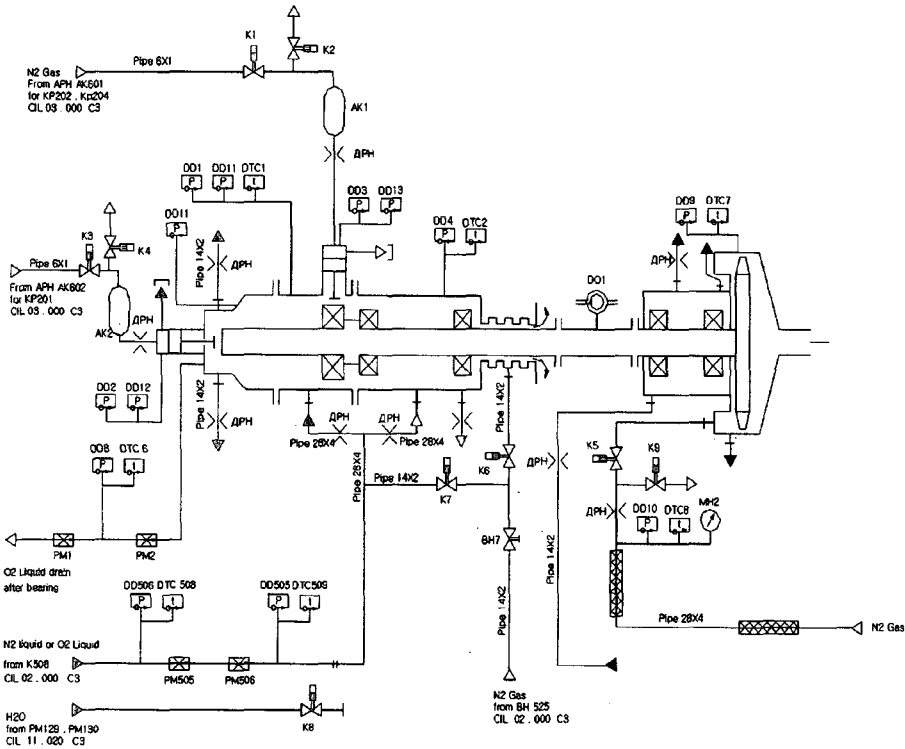 K1
K2
Pipe 6X1
N2 Gas
From APH AK601
for KP202 . Kp204
CIL 03 . 000 C3
AK1
ДРН
DD1 DD11 DTC1
DD3 DD13
DD9 DTC7
P P t
P P
P t
DD11
P
DD4 DTC2
P t
K3
K4
Pipe 14X2
ДРН
ДРН
DO1
Pipe 6X1
From APH AK602
for KP201
CIL 03 . 000 C3
AK2
ДРН
DD2 DD12
P P
Pipe 14X2
ДРН
ДРН
ДРН
Pipe 28X4
Pipe 28X4
Pipe 14X2
DD8 DTC 6
P t
Pipe 28X4
K6
ДРН
K5
K9
Pipe 14X2
K7
ДРН
DD10 DTC8
P t
MH2
PM1
PM2
BH7
O2 Liquid drain
after bearing
Pipe 14X2
Pipe 14X2
DD506 DTC 508
P t
DD505 DTC509
P t
Pipe 28X4
N2 Gas
N2 liquid or O2 Liquid
from K508
CIL 02 . 000 C3
PM505
PM506
N2 Gas
from BH 525
CIL 02 . 000 C3
H2O
from PM129 . PM130
CIL 11 . 020 C3
K8